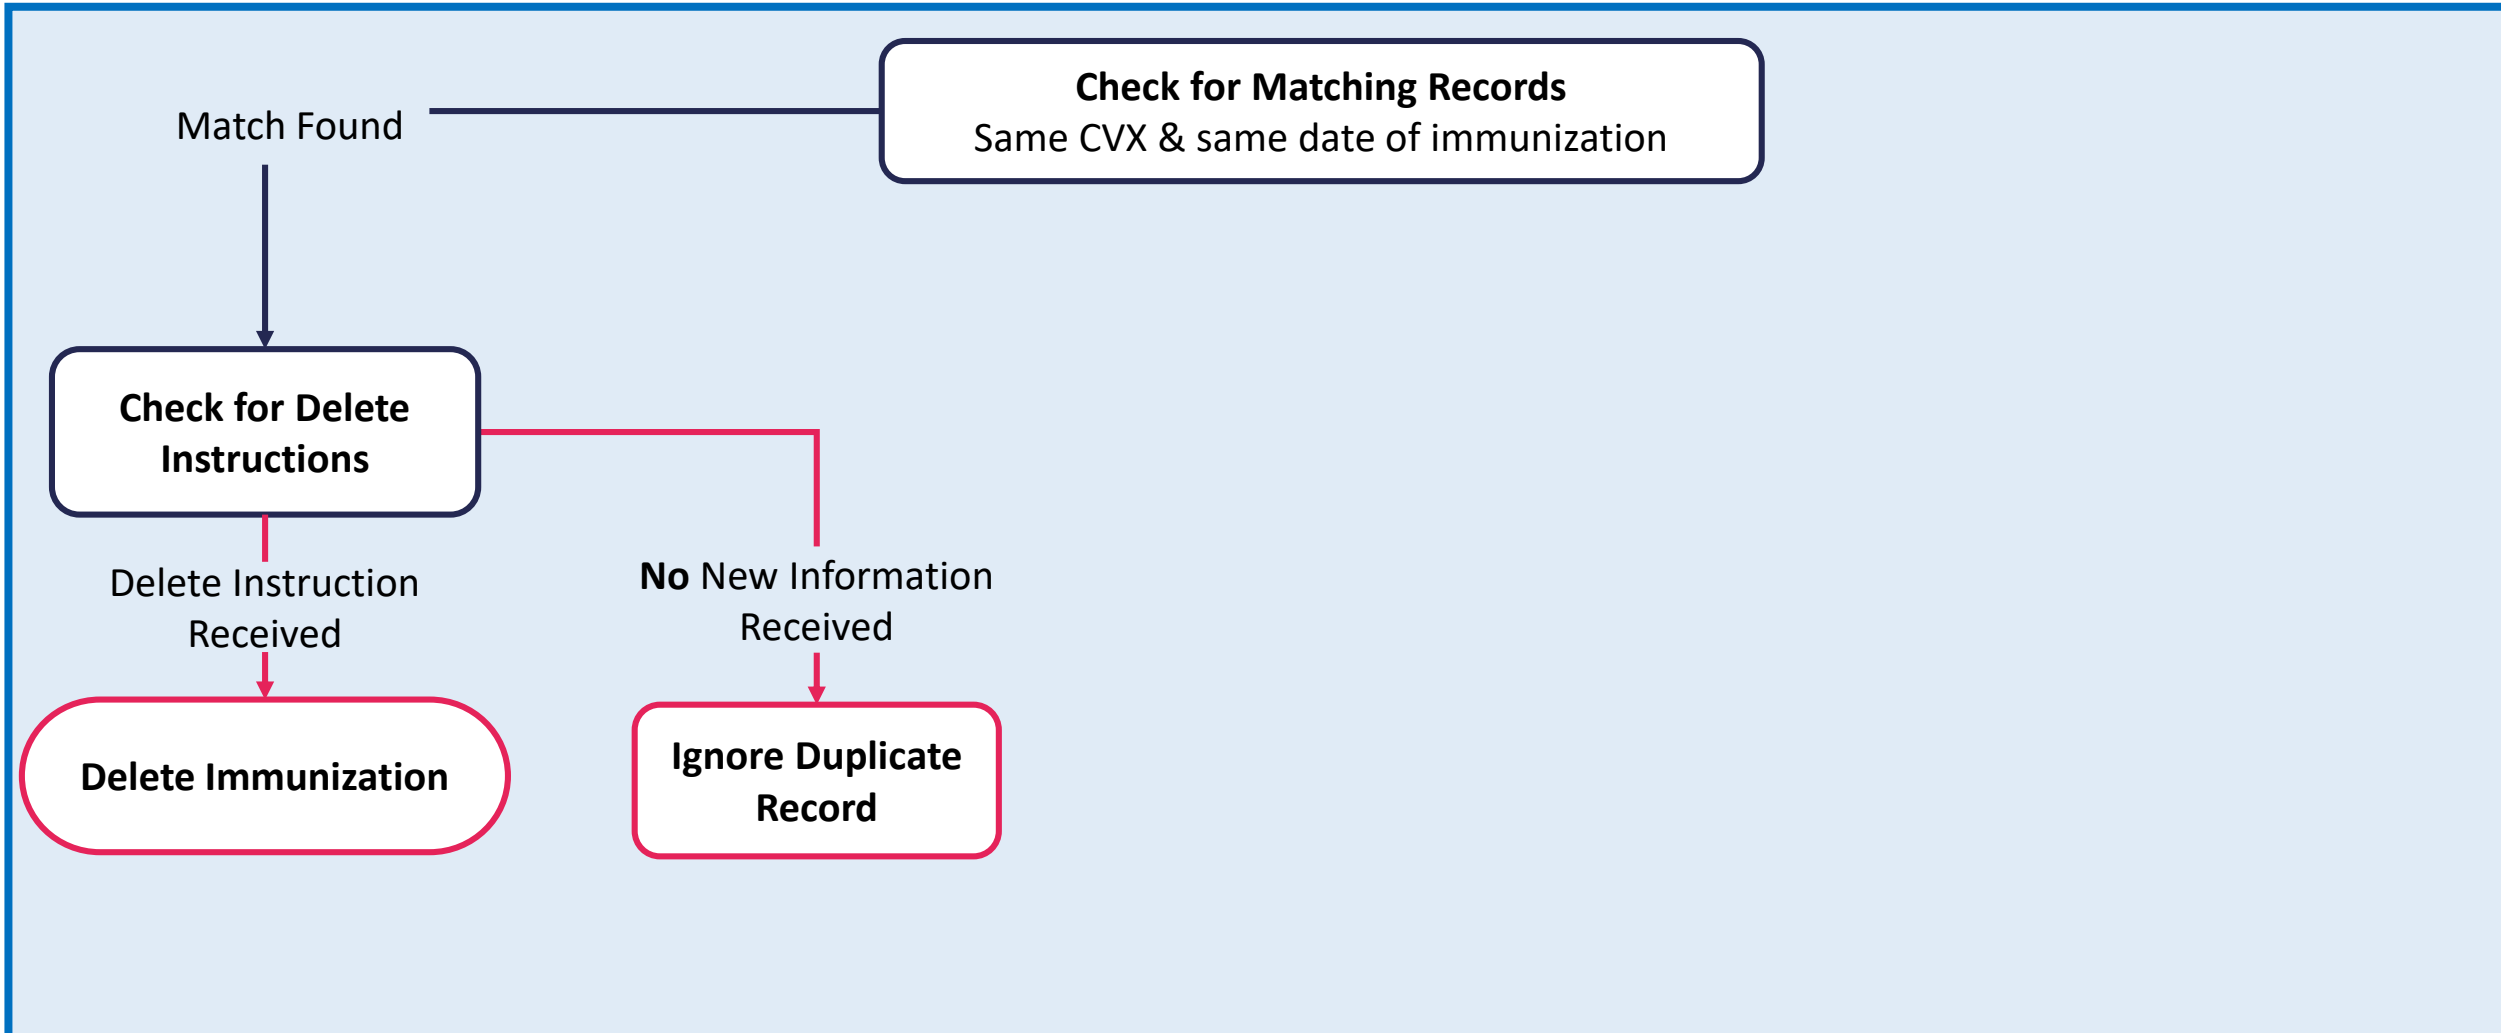 Check for Matching Records
Same CVX & same date of immunization
Match Found
Check for Delete
Instructions
Delete Instruction
Received
No New Information
Received
Delete Immunization
Ignore Duplicate
Record